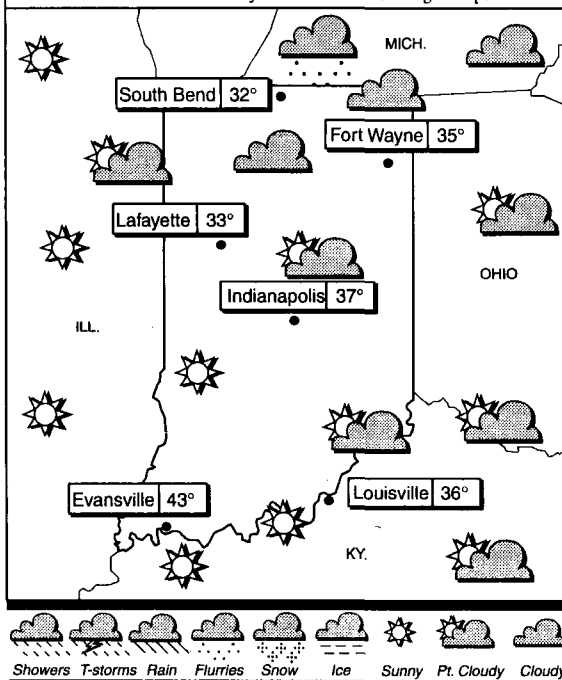 MICH.
South Bend 32°
Fort Wayne 35°
Lafayette 33°
OHIO
Indianapolis 37°
ILL.
Evansville 43°
Louisville 36°
KY.
Showers T-storms Rain Flurries Snow Ice Sunny Pt. Cloudy Cloudy